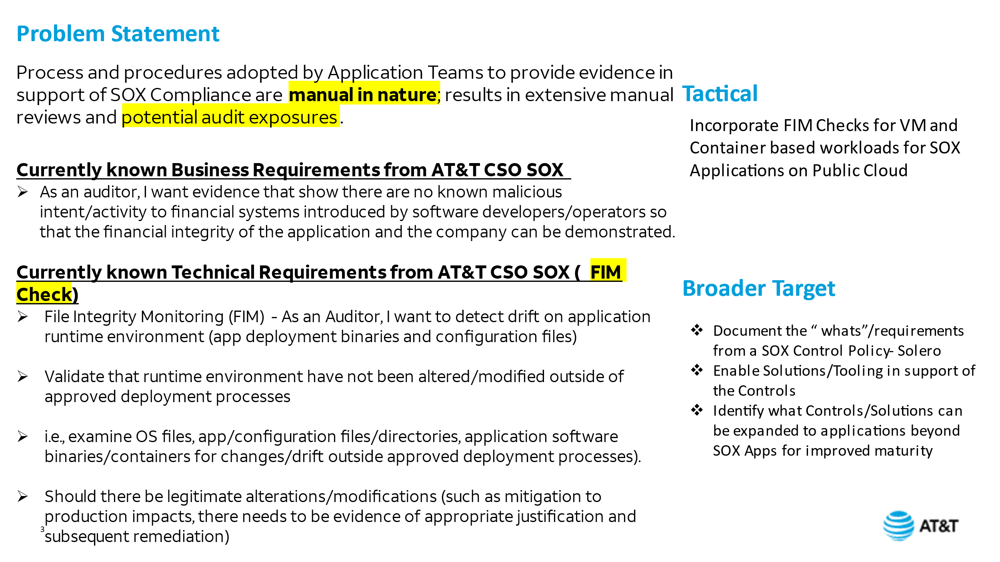 Problem Statement
Process and procedures adopted by Application Teams to provide evidence in
support of SOX Compliance are manual in nature; results in extensive manual
reviews and potential audit exposures.
Currently known Business Requirements from AT&T CSO SOX
➢ As an auditor, I want evidence that show there are no known malicious
intent/activity to financial systems introduced by software developers/operators so
that the financial integrity of the application and the company can be demonstrated.
Currently known Technical Requirements from AT&T CSO SOX ( FIM
Check)
➢ File Integrity Monitoring (FIM) - As an Auditor, I want to detect drift on application
runtime environment (app deployment binaries and configuration files)
➢ Validate that runtime environment have not been altered/modified outside of
approved deployment processes
➢ i.e., examine OS files, app/configuration files/directories, application software
binaries/containers for changes/drift outside approved deployment processes).
➢ Should there be legitimate alterations/modifications (such as mitigation to
production impacts, there needs to be evidence of appropriate justification and
subsequent remediation)
3
Tactical
Incorporate FIM Checks for VM and
Container based workloads for SOX
Applications on Public Cloud
Broader Target
❖ Document the “ whats”/requirements
from a SOX Control Policy- Solero
❖ Enable Solutions/Tooling in support of
the Controls
❖ Identify what Controls/Solutions can
be expanded to applications beyond
SOX Apps for improved maturity
AT&T